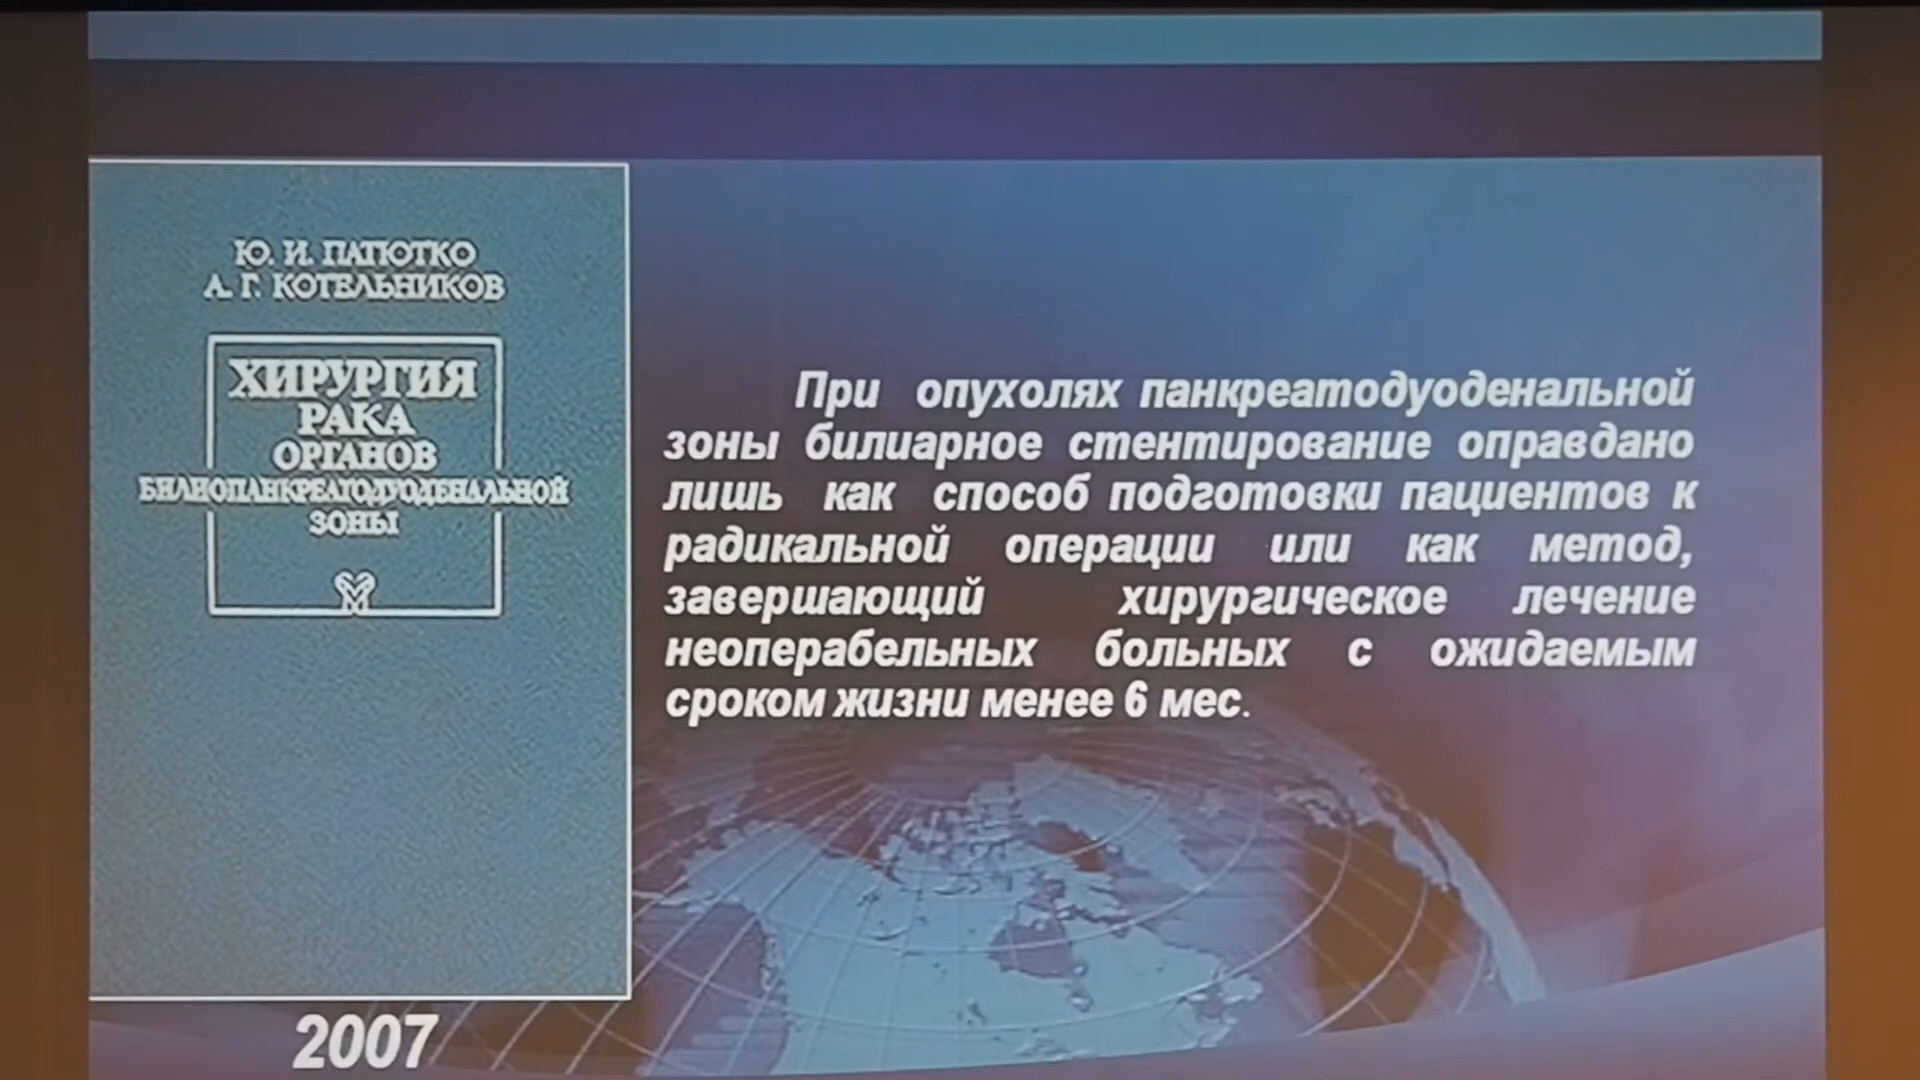 Ю. И. ПАТЮТКО
А. Г. КОТЕЛЬНИКОВ
ХИРУРГИЯ
РАКА
ОРГАНОВ
БИЛИОПАНКРЕАТОДУОДЕНАЛЬНОЙ
ЗОНЫ
2007
При опухолях панкреатодуоденальной
зоны билиарное стентирование оправдано
лишь как способ подготовки пациентов к
радикальной операции или как метод,
завершающий хирургическое лечение
неоперабельных больных с ожидаемым
сроком жизни менее 6 мес.